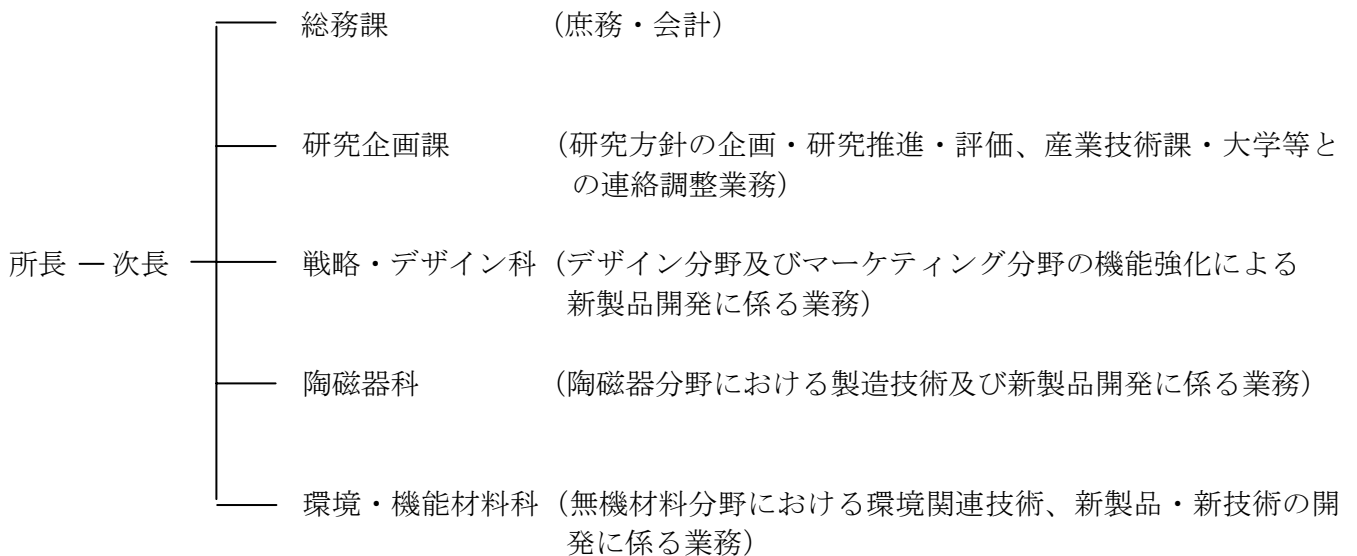 総務課 (庶務・会計)
研究企画課 (研究方針の企画・研究推進・評価、産業技術課・大学等と
の連絡調整業務)
所長 ― 次長 戦略・デザイン科 (デザイン分野及びマーケティング分野の機能強化による
新製品開発に係る業務)
陶磁器科 (陶磁器分野における製造技術及び新製品開発に係る業務)
環境・機能材料科 (無機材料分野における環境関連技術、新製品・新技術の開
発に係る業務)